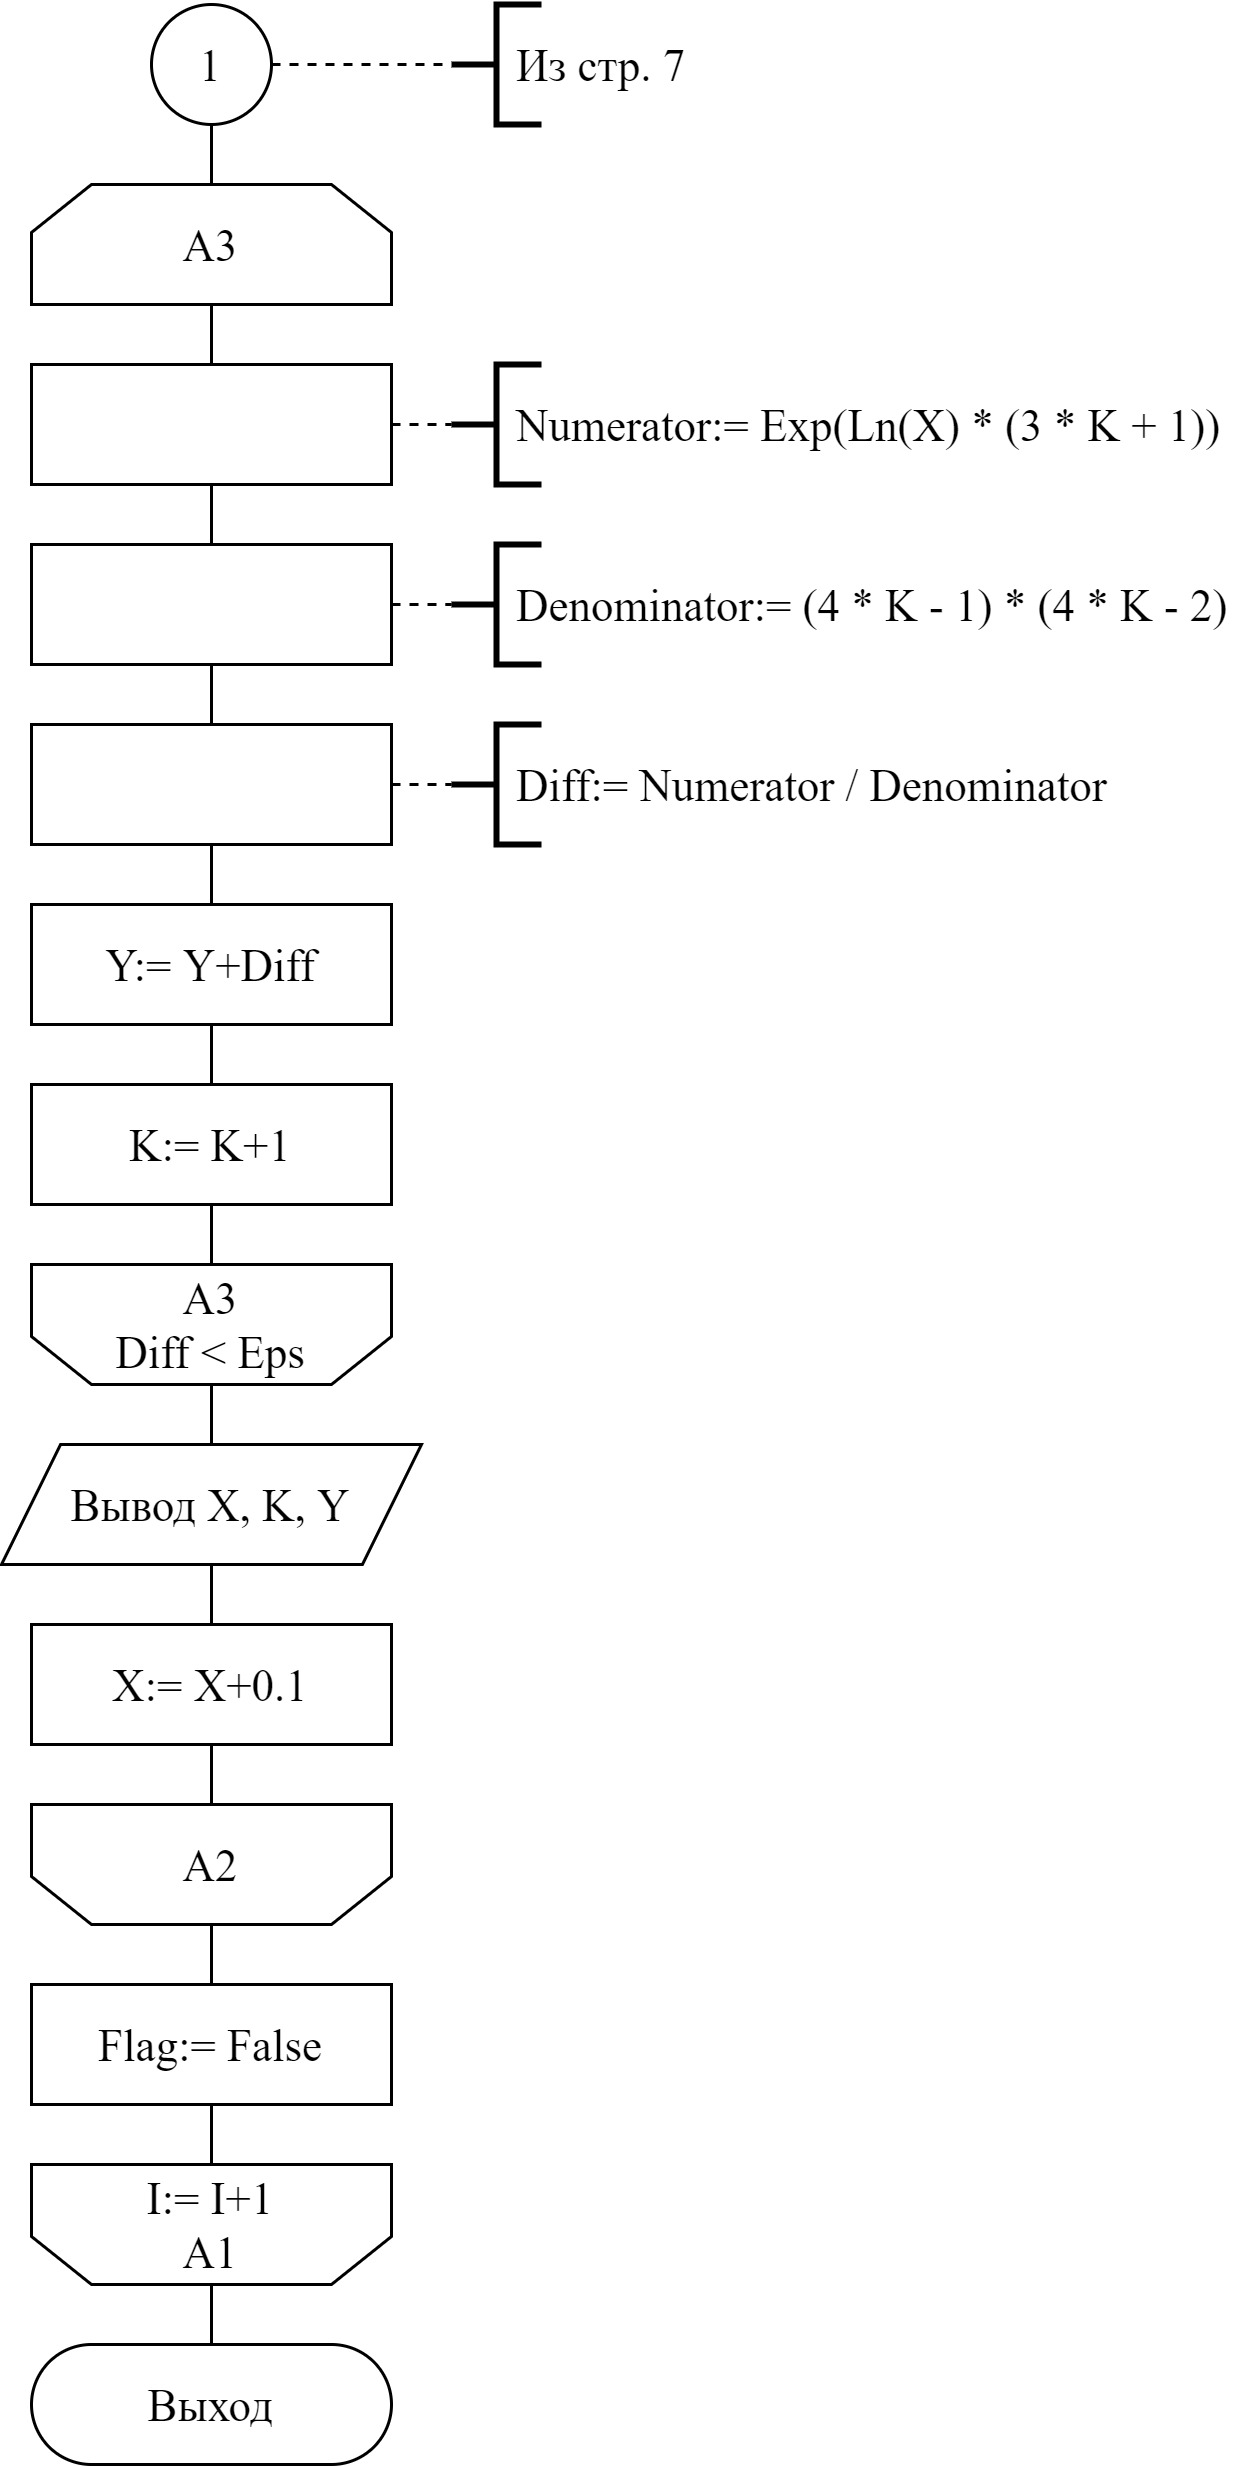 1
Из стр. 7
A3
Numerator:= Exp(Ln(X) * (3 * K + 1))
Denominator:= (4 * K - 1) * (4 * K - 2)
Diff:= Numerator / Denominator
Y:= Y+Diff
K:= K+1
A3
Diff < Eps
Вывод X, K, Y
X:= X+0.1
A2
Flag:= False
I:= I+1
A1
Выход